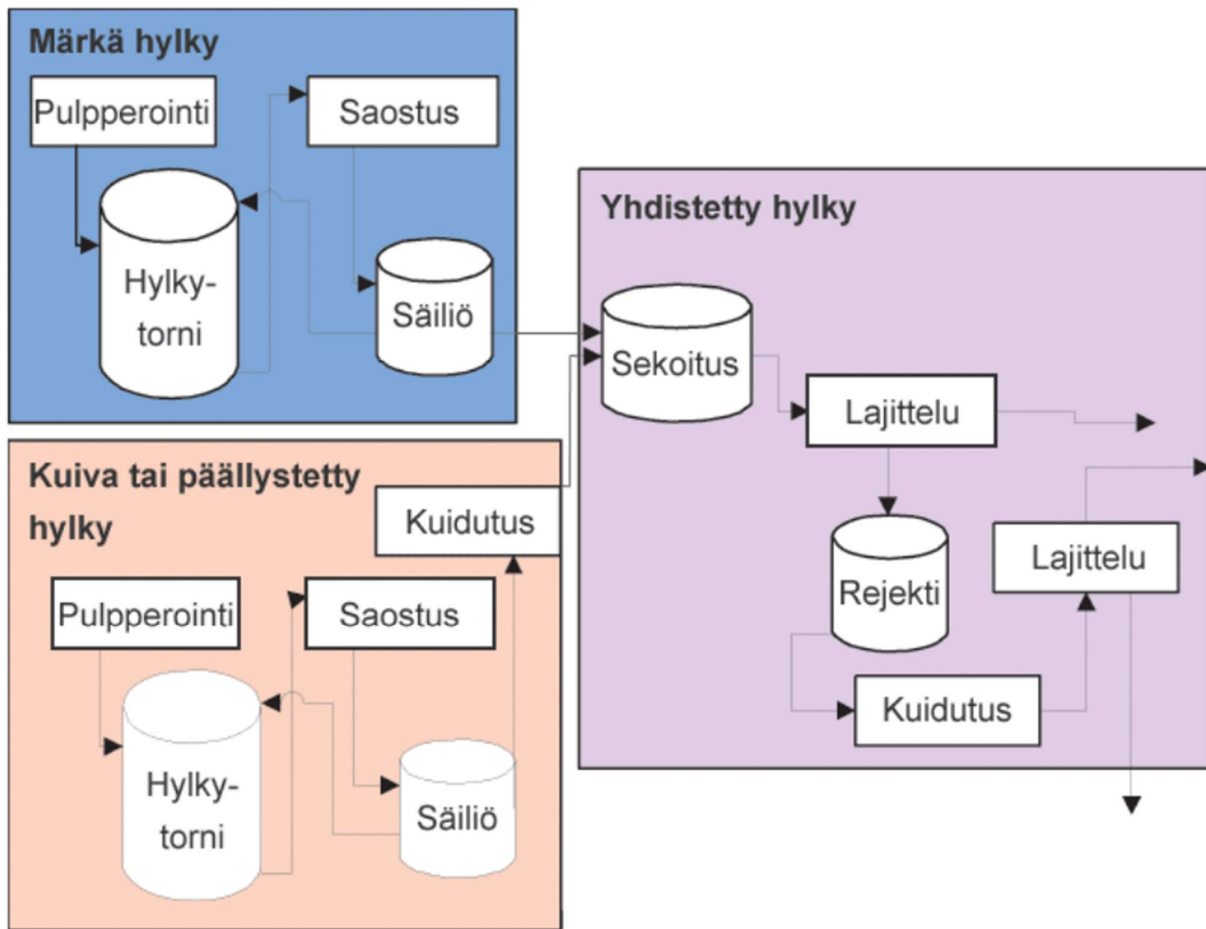 Märkä hylky
Pulpperointi
Saostus
Hylky-
torni
Säiliö
Kuiva tai päällystetty
hylky
Kuidutus
Pulpperointi
Saostus
Hylky-
torni
Säiliö
Yhdistetty hylky
Sekoitus
Lajittelu
Rejekti
Lajittelu
Kuidutus